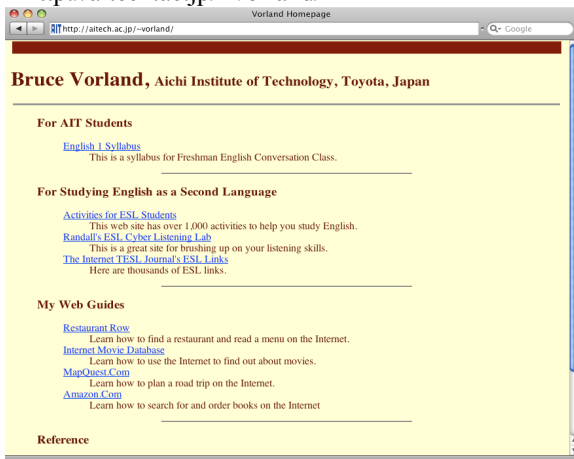 Vorland Homepage
http://aitech.ac.jp/~vorland/
Google
Bruce Vorland, Aichi Institute of Technology, Toyota, Japan
For AIT Students
English 1 Syllabus
This is a syllabus for Freshman English Conversation Class.
For Studying English as a Second Language
Activities for ESL Students
This web site has over 1,000 activities to help you study English.
Randall's ESL Cyber Listening Lab
This is a great site for brushing up on your listening skills.
The Internet TESL Journal's ESL Links
Here are thousands of ESL links.
My Web Guides
Restaurant Row
Learn how to find a restaurant and read a menu on the Internet.
Internet Movie Database
Learn how to use the Internet to find out about movies.
MapQuest.Com
Learn how to plan a road trip on the Internet.
Amazon.Com
Learn how to search for and order books on the Internet
Reference